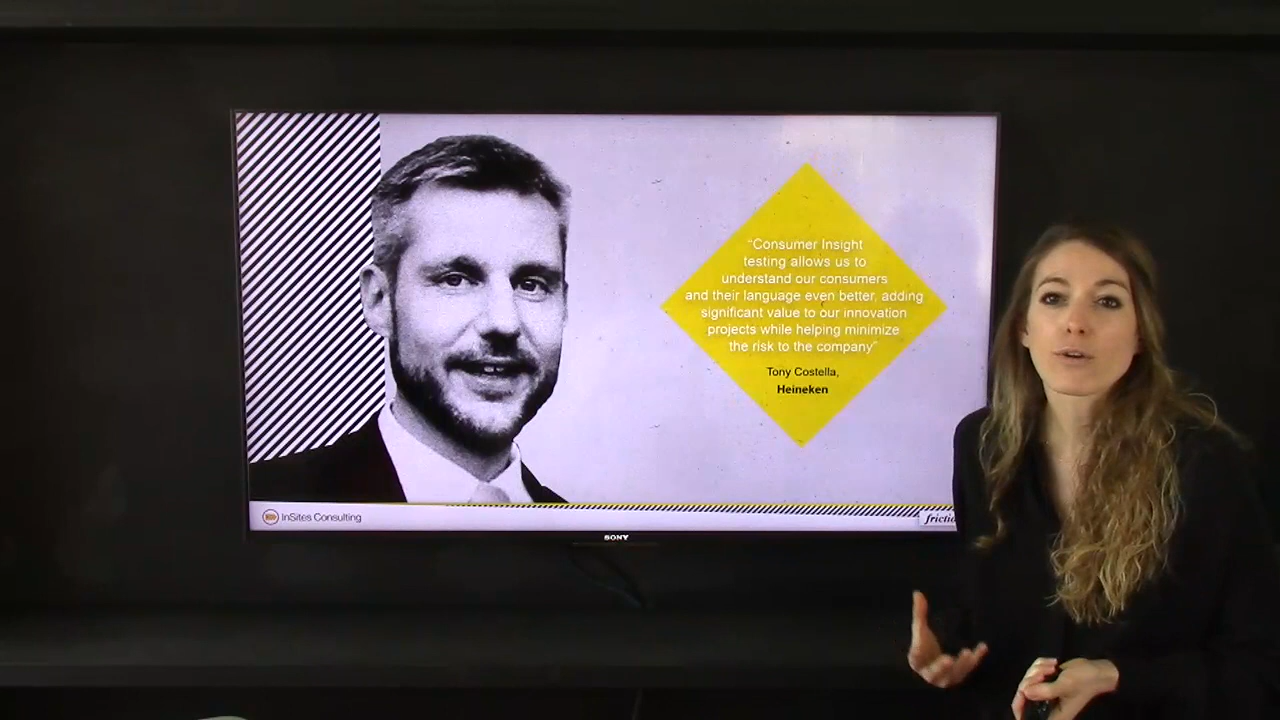 “Consumer Insight
testing allows us to
understand our consumers
and their language even better, adding
significant value to our innovation
projects while helping minimize
the risk to the company”
Tony Costella,
Heineken
InSites Consulting
SONY